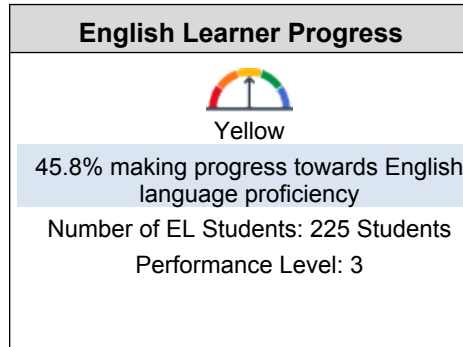 English Learner Progress
Yellow
45.8% making progress towards English
language proficiency
Number of EL Students: 225 Students
Performance Level: 3